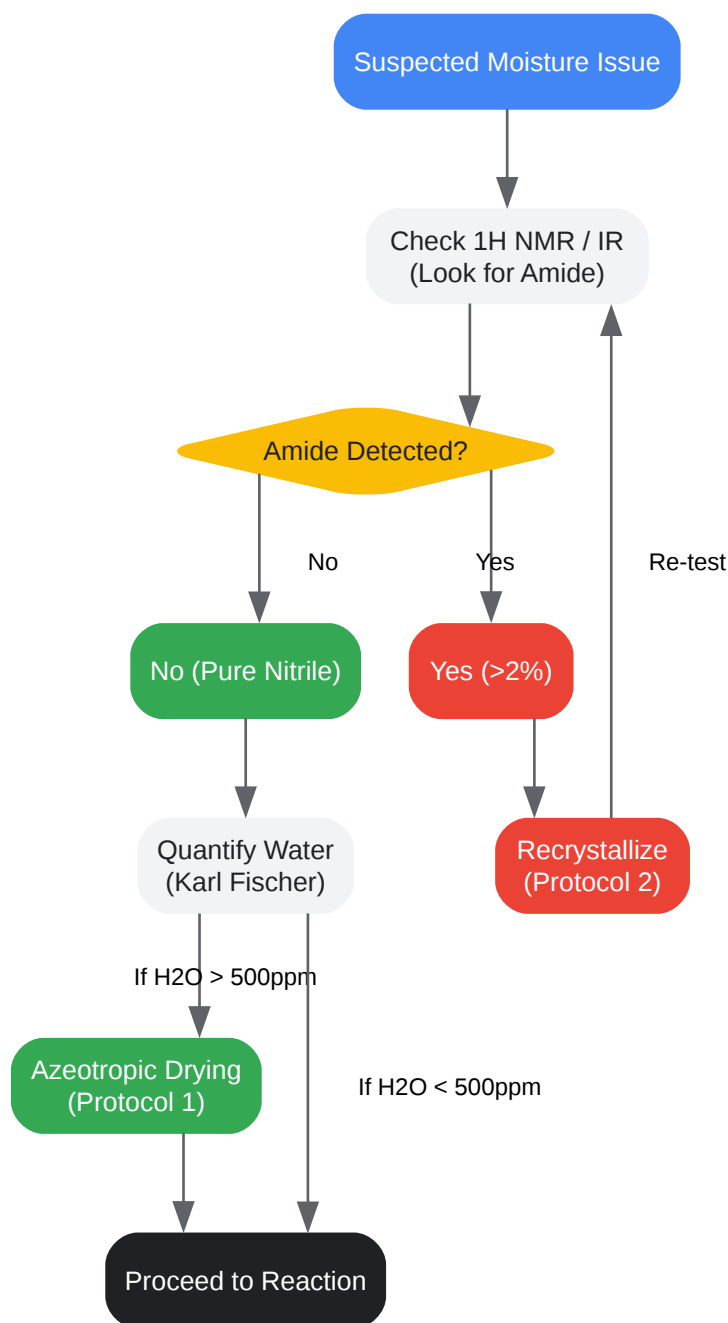 Suspected Moisture Issue
Check 1H NMR / IR
(Look for Amide)
Amide Detected?
No
Yes
Re-test
No (Pure Nitrile)
Yes (>2%)
Quantify Water
(Karl Fischer)
Recrystallize
(Protocol 2)
If H2O > 500ppm
Azeotropic Drying
(Protocol 1)
If H2O < 500ppm
Proceed to Reaction